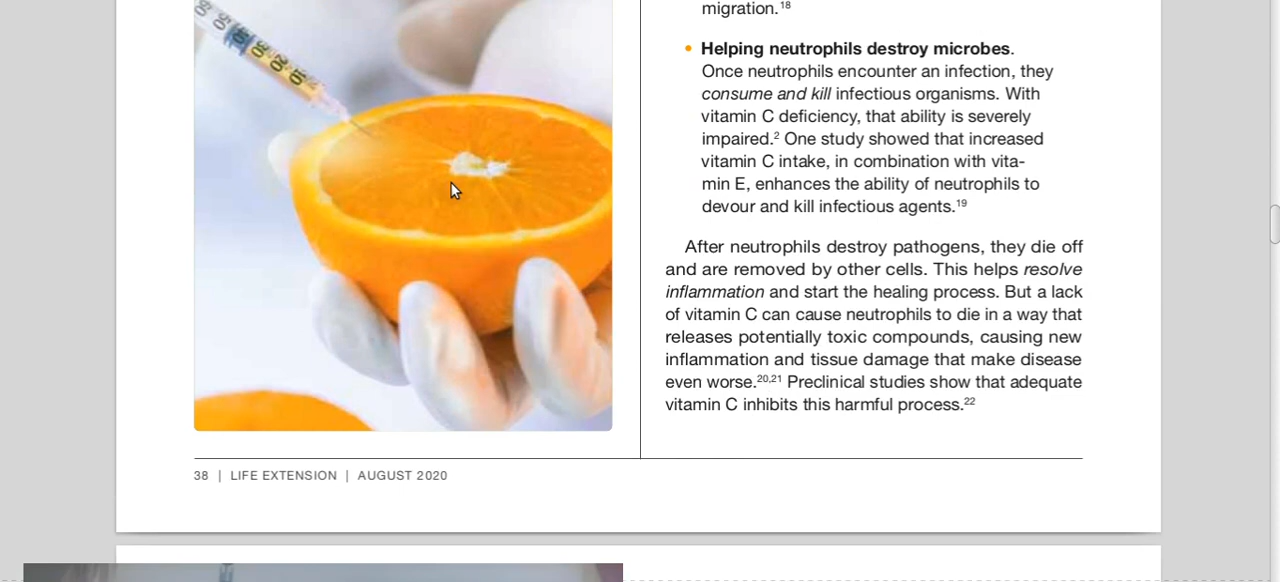 migration.18
• Helping neutrophils destroy microbes.
Once neutrophils encounter an infection, they
consume and kill infectious organisms. With
vitamin C deficiency, that ability is severely
impaired.2 One study showed that increased
vitamin C intake, in combination with vita-
min E, enhances the ability of neutrophils to
devour and kill infectious agents.19
After neutrophils destroy pathogens, they die off
and are removed by other cells. This helps resolve
inflammation and start the healing process. But a lack
of vitamin C can cause neutrophils to die in a way that
releases potentially toxic compounds, causing new
inflammation and tissue damage that make disease
even worse.20,21 Preclinical studies show that adequate
vitamin C inhibits this harmful process.22
38 | LIFE EXTENSION | AUGUST 2020